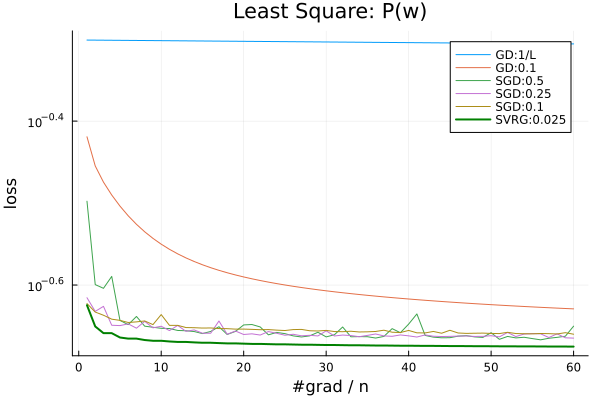 Least Square: P(w)
loss
10^-0.4
10^-0.6
GD:1/L
GD:0.1
SGD:0.5
SGD:0.25
SGD:0.1
SVRG:0.025
0 10 20 30 40 50 60
#grad / n